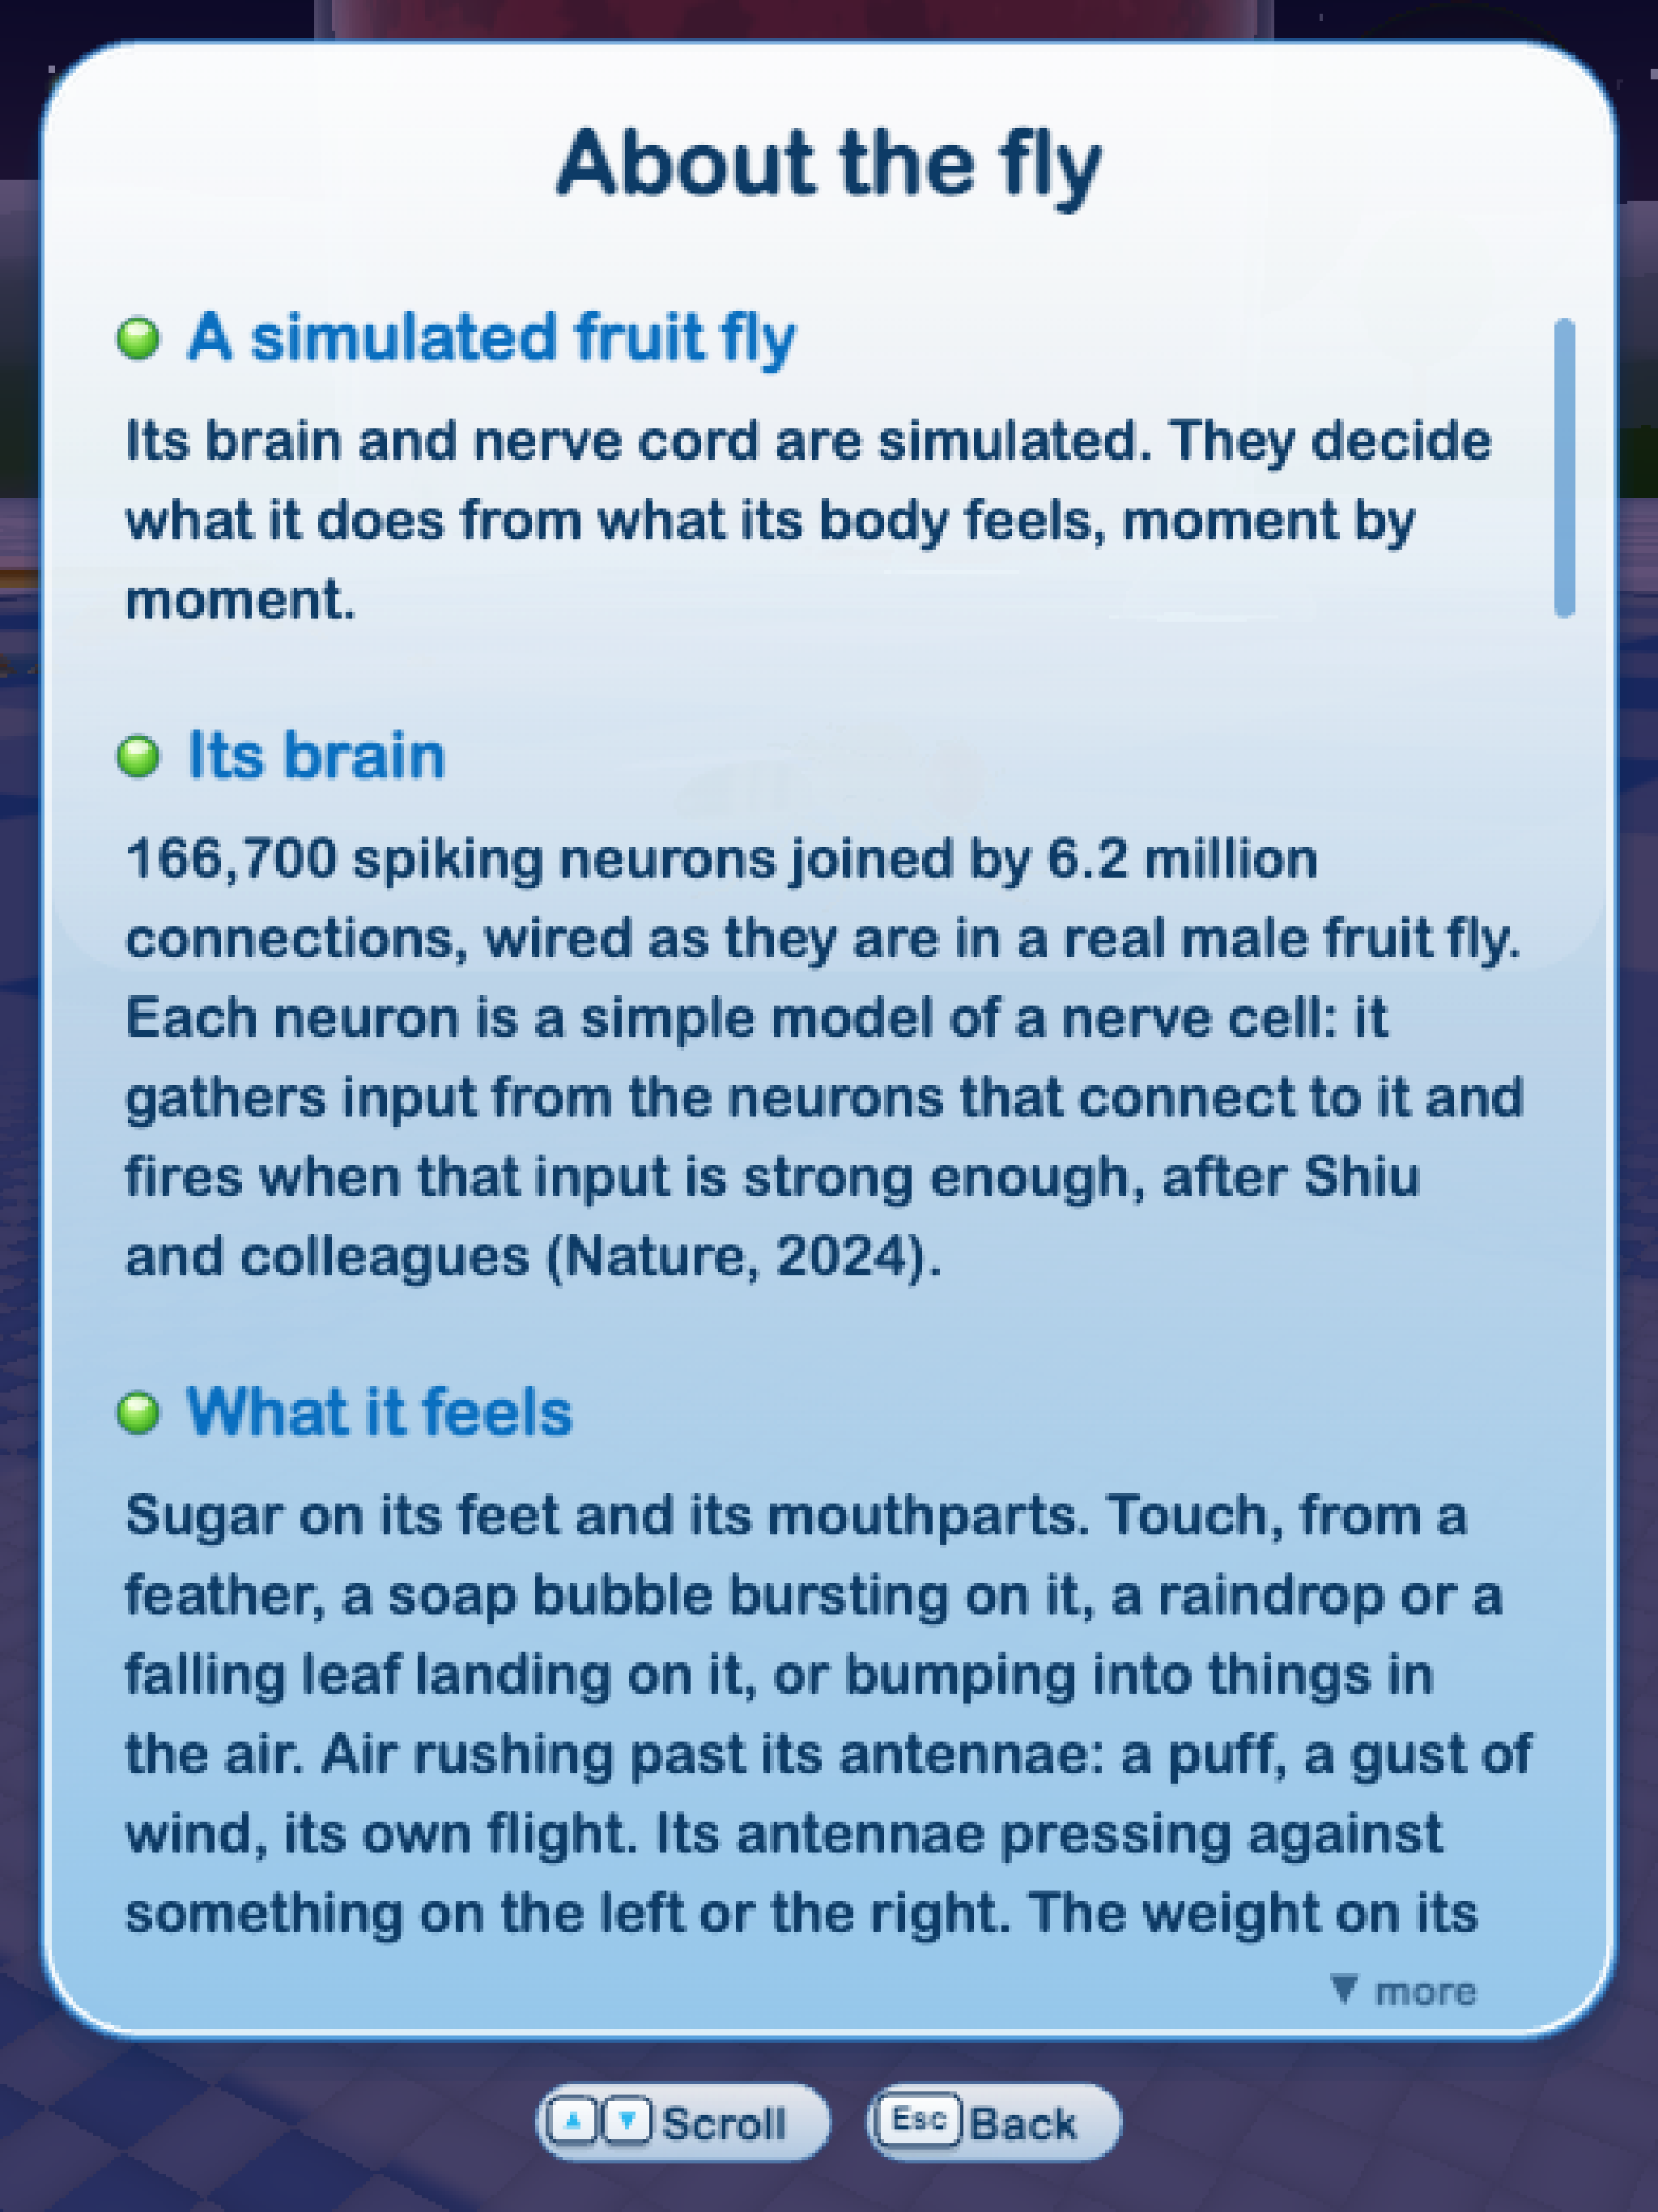 About the fly
A simulated fruit fly
Its brain and nerve cord are simulated. They decide
what it does from what its body feels, moment by
moment.
Its brain
166,700 spiking neurons joined by 6.2 million
connections, wired as they are in a real male fruit fly.
Each neuron is a simple model of a nerve cell: it
gathers input from the neurons that connect to it and
fires when that input is strong enough, after Shiu
and colleagues (Nature, 2024).
What it feels
Sugar on its feet and its mouthparts. Touch, from a
feather, a soap bubble bursting on it, a raindrop or a
falling leaf landing on it, or bumping into things in
the air. Air rushing past its antennae: a puff, a gust of
wind, its own flight. Its antennae pressing against
something on the left or the right. The weight on its
▼ more
▲ ▼ Scroll Esc Back